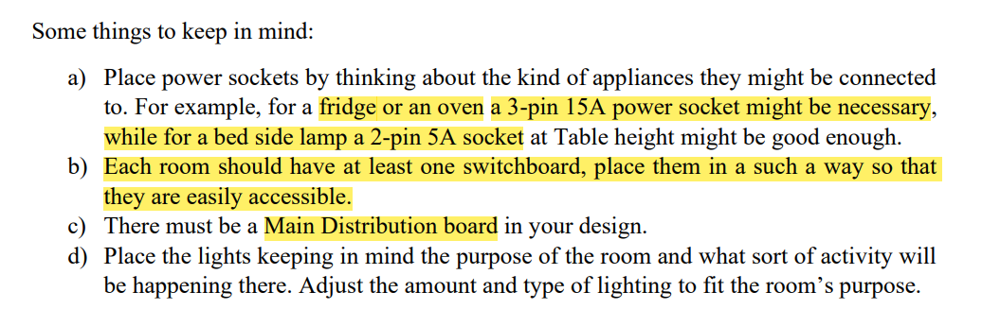 Some things to keep in mind:
a) Place power sockets by thinking about the kind of appliances they might be connected
to. For example, for a fridge or an oven a 3-pin 15A power socket might be necessary,
while for a bed side lamp a 2-pin 5A socket at Table height might be good enough.
b) Each room should have at least one switchboard, place them in a such a way so that
they are easily accessible.
c) There must be a Main Distribution board in your design.
d) Place the lights keeping in mind the purpose of the room and what sort of activity will
be happening there. Adjust the amount and type of lighting to fit the room’s purpose.